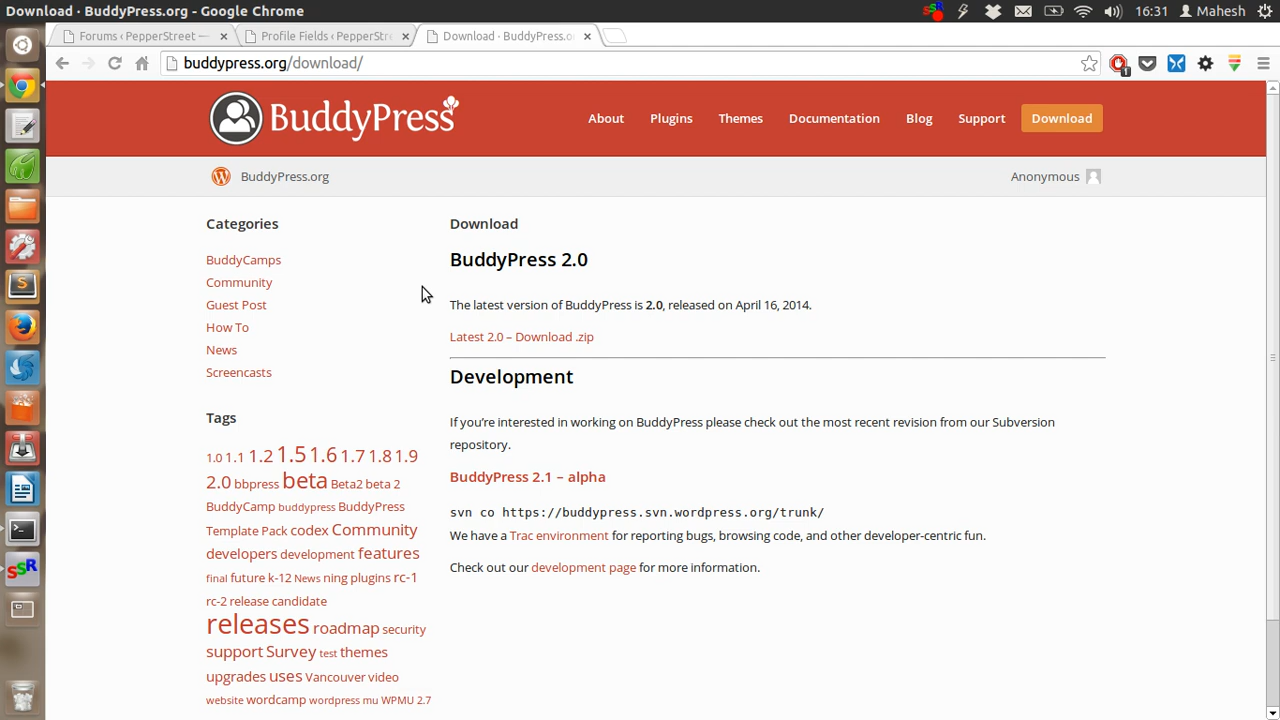 Download · BuddyPress.org - Google Chrome
16:31 Mahesh
Forums ‹ PepperStreet —
Profile Fields ‹ PepperStre
Download · BuddyPress.o
buddypress.org/download/
1
BuddyPress
About Plugins Themes Documentation Blog Support Download
BuddyPress.org
Anonymous
Categories
BuddyCamps
Community
Guest Post
How To
News
Screencasts
Tags
1.0 1.1 1.2 1.5 1.6 1.7 1.8 1.9
2.0 bbpress beta Beta2 beta 2
BuddyCamp buddypress BuddyPress
Template Pack codex Community
developers development features
final future k-12 News ning plugins rc-1
rc-2 release candidate
releases roadmap security
support Survey test themes
upgrades uses Vancouver video
website wordcamp wordpress mu WPMU 2.7
Download
BuddyPress 2.0
The latest version of BuddyPress is 2.0, released on April 16, 2014.
Latest 2.0 – Download .zip
Development
If you're interested in working on BuddyPress please check out the most recent revision from our Subversion
repository.
BuddyPress 2.1 – alpha
svn co https://buddypress.svn.wordpress.org/trunk/
We have a Trac environment for reporting bugs, browsing code, and other developer-centric fun.
Check out our development page for more information.